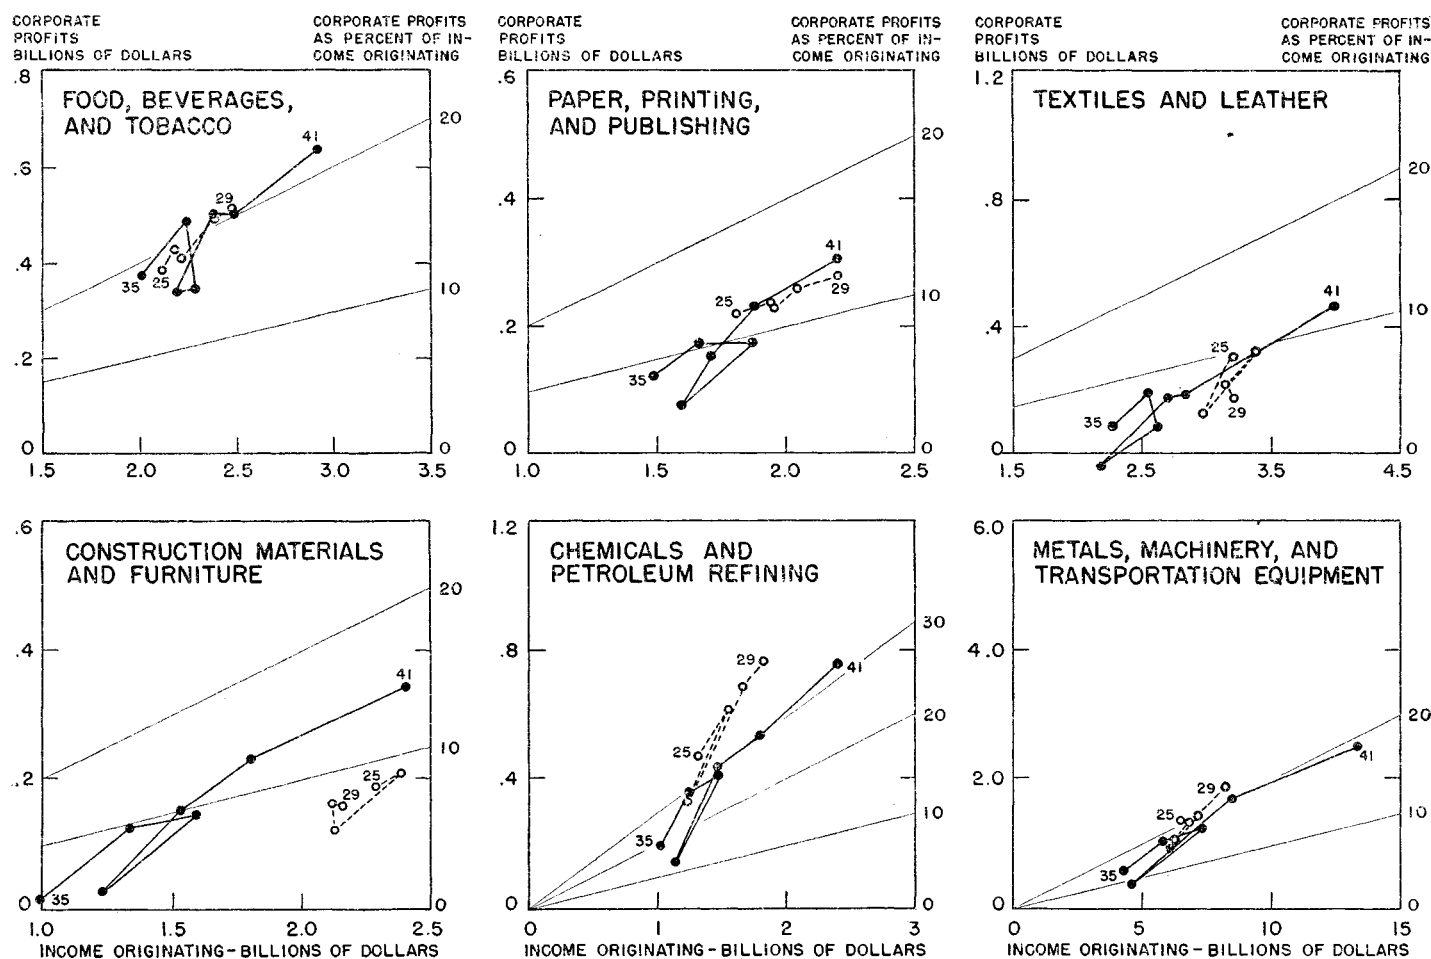 CORPORATE
PROFITS
BILLIONS OF DOLLARS
CORPORATE PROFITS
AS PERCENT OF IN-
COME ORIGINATING
CORPORATE
PROFITS
BILLIONS OF DOLLARS
CORPORATE PROFITS
AS PERCENT OF IN-
COME ORIGINATING
CORPORATE
PROFITS
BILLIONS OF DOLLARS
CORPORATE PROFITS
AS PERCENT OF IN-
COME ORIGINATING
.8
FOOD, BEVERAGES,
AND TOBACCO
41
20
.6
29
.4
35
25
10
.2
0
0
1.5 2.0 2.5 3.0 3.5
.6
PAPER, PRINTING,
AND PUBLISHING
20
.4
41
25
29
10
.2
35
0
0
1.0 1.5 2.0 2.5
1.2
TEXTILES AND LEATHER
20
.8
41
10
.4
25
35
29
0
0
1.5 2.5 3.5 4.5
.6
CONSTRUCTION MATERIALS
AND FURNITURE
20
.4
41
10
.2
25
29
35
0
0
1.0 1.5 2.0 2.5
INCOME ORIGINATING-BILLIONS OF DOLLARS
1.2
CHEMICALS AND
PETROLEUM REFINING
30
.8
29
41
25
20
.4
35
10
0
0
0 1 2 3
INCOME ORIGINATING-BILLIONS OF DOLLARS
6.0
METALS, MACHINERY, AND
TRANSPORTATION EQUIPMENT
4.0
20
41
2.0
29
25
10
35
0
0
0 5 10 15
INCOME ORIGINATING-BILLIONS OF DOLLARS